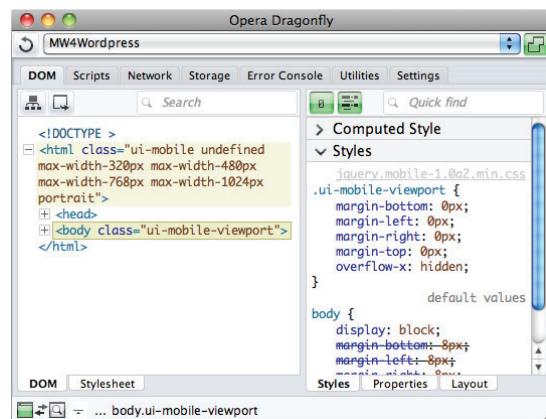 Opera Dragonfly
MW4Wordpress
DOM Scripts Network Storage Error Console Utilities Settings
Search
<!DOCTYPE >
<html class="ui-mobile undefined
max-width-320px max-width-480px
max-width-768px max-width-1024px
portrait">
<head>
<body class="ui-mobile-viewport">
</html>
DOM Stylesheet
Quick find
Computed Style
Styles
jquery.mobile-1.0a2.min.css
.ui-mobile-viewport {
margin-bottom: 0px;
margin-left: 0px;
margin-right: 0px;
margin-top: 0px;
overflow-x: hidden;
}
default values
body {
display: block;
margin-bottom: 8px;
margin-left: 8px;
margin-right: 8px;
Styles Properties Layout
... body.ui-mobile-viewport